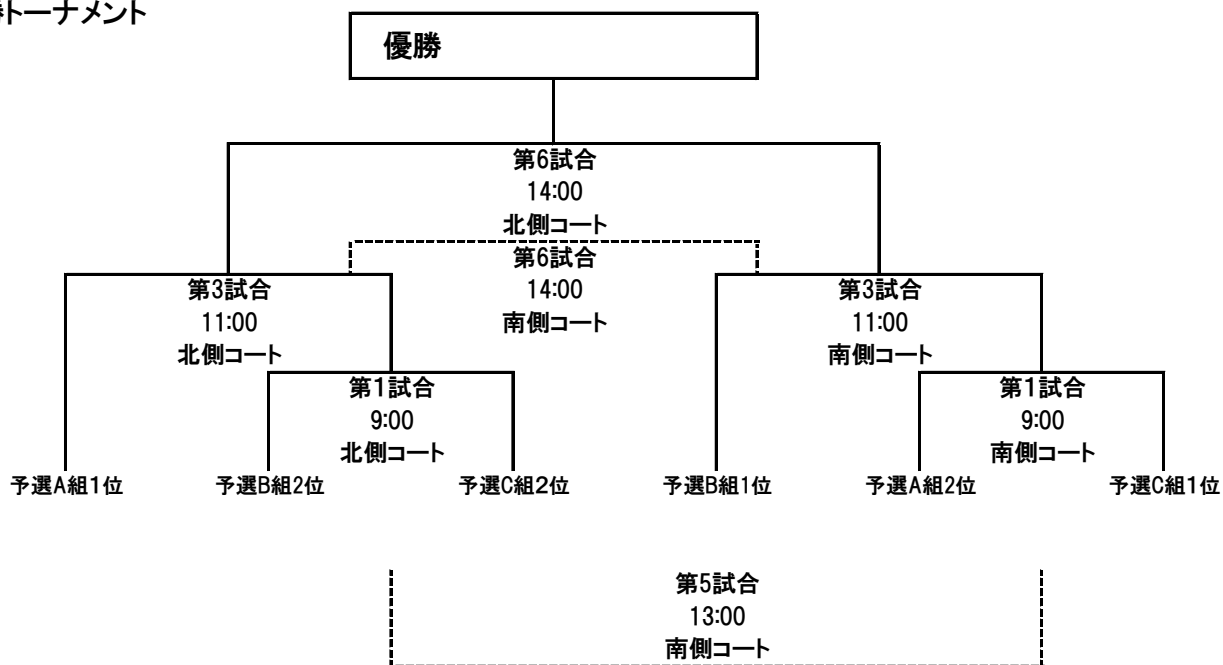 トーナメント
優勝
第6試合
14:00
北側コート
第6試合
14:00
南側コート
第3試合
11:00
北側コート
第3試合
11:00
南側コート
第1試合
9:00
北側コート
第1試合
9:00
南側コート
予選A組1位
予選B組2位
予選C組2位
予選B組1位
予選A組2位
予選C組1位
第5試合
13:00
南側コート